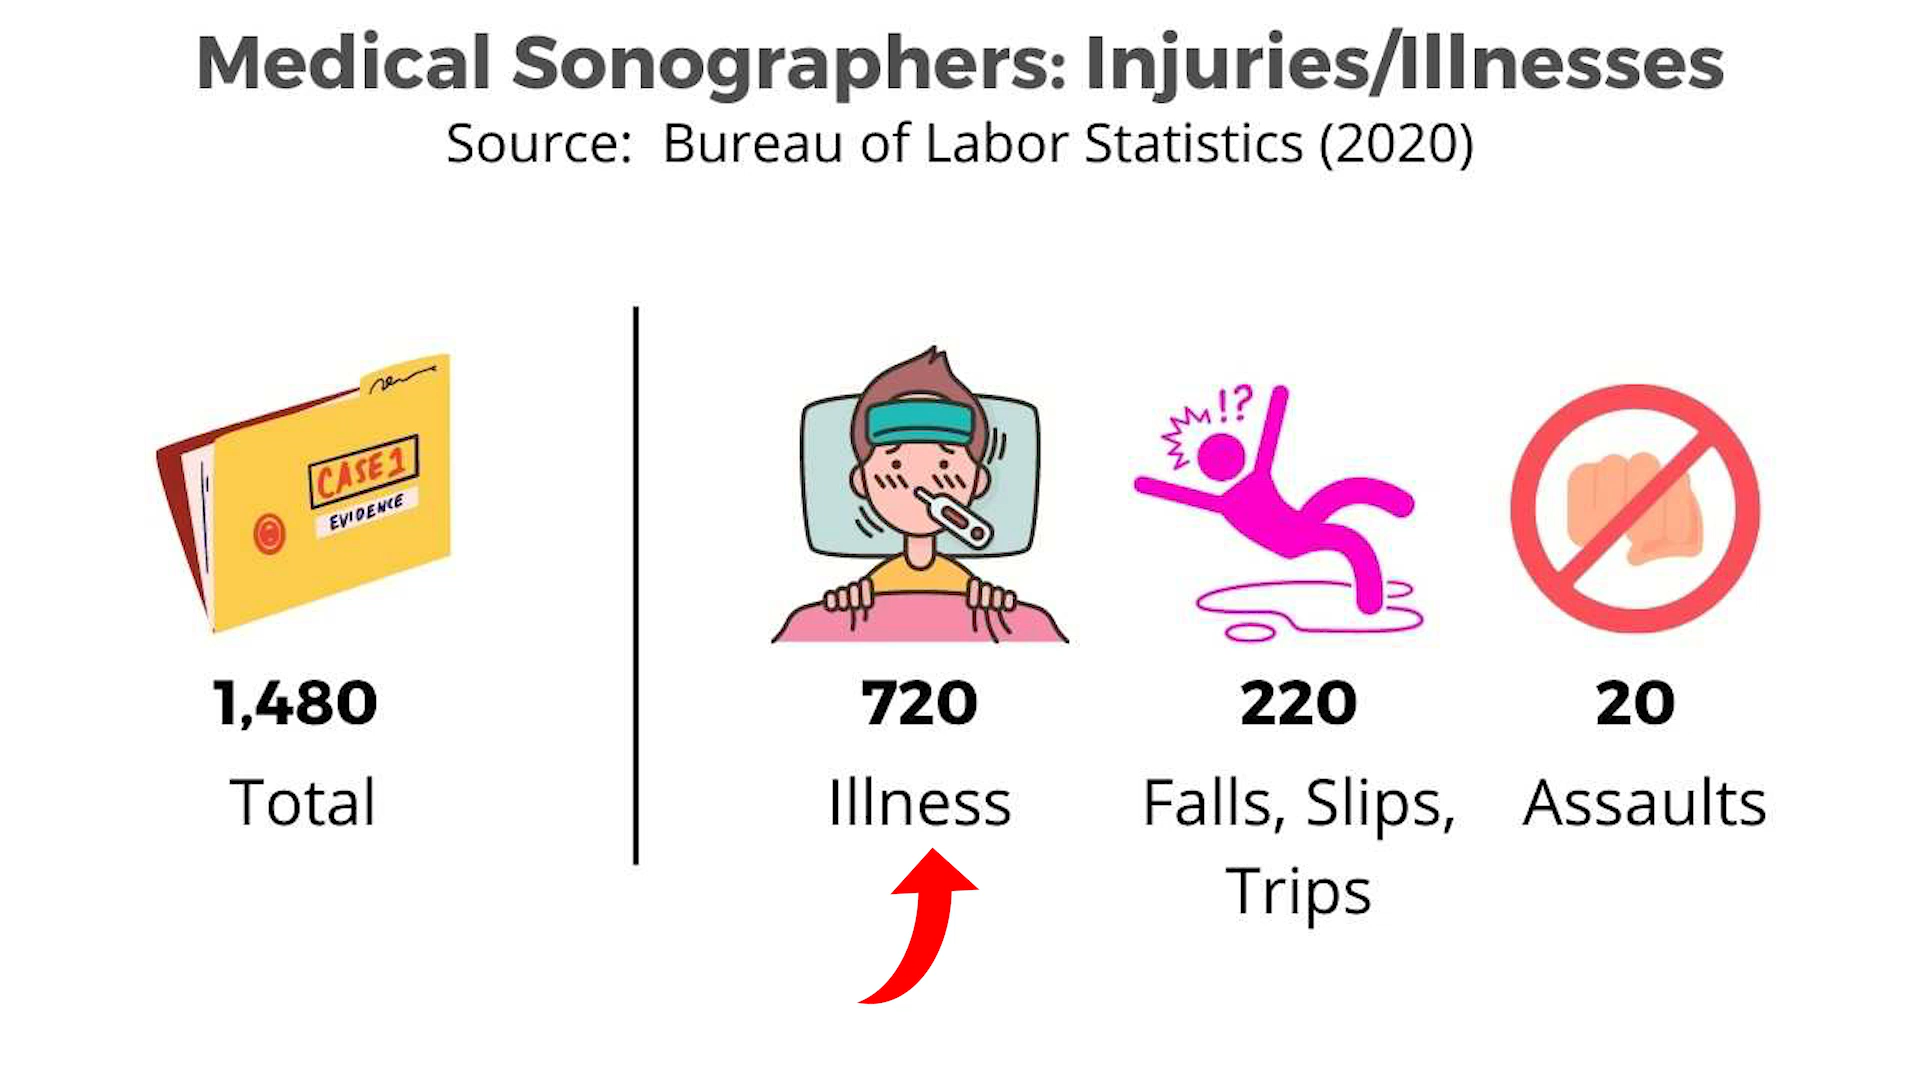 Medical Sonographers: Injuries/Illnesses
Source: Bureau of Labor Statistics (2020)
CASE 1
EVIDENCE
!?
1,480
Total
720
Illness
220
Falls, Slips,
Trips
20
Assaults